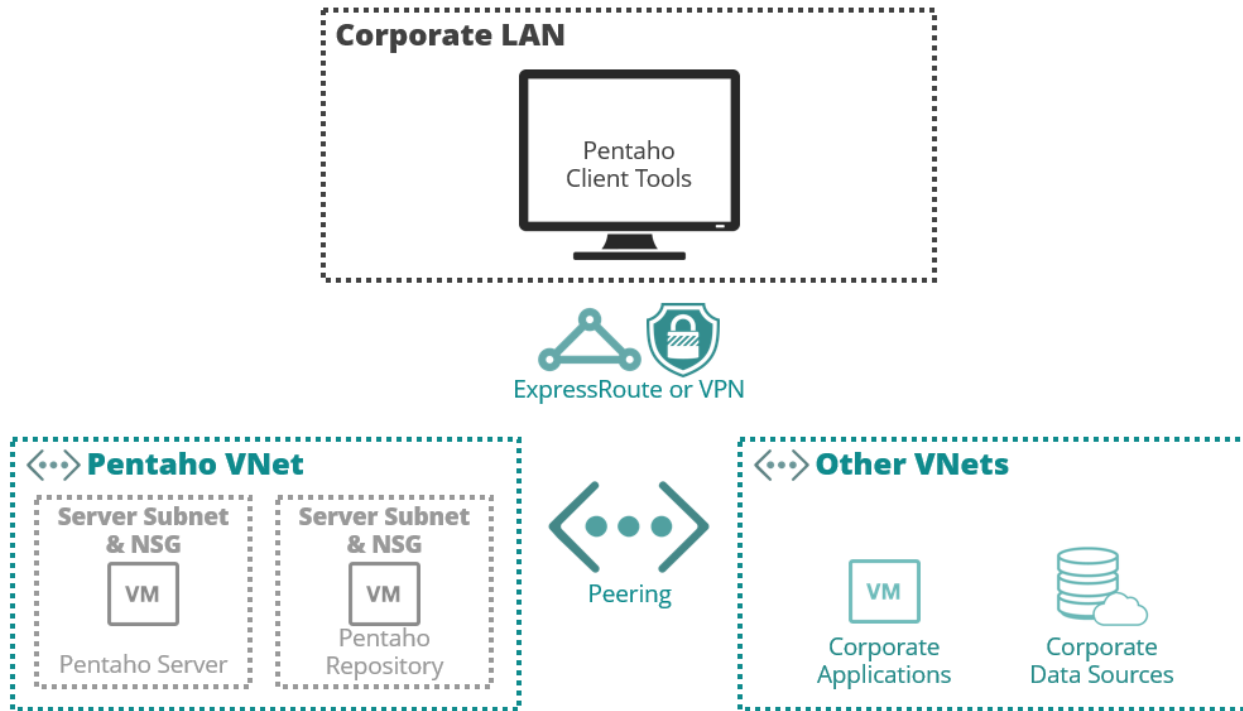 Corporate LAN
Pentaho
Client Tools
ExpressRoute or VPN
Pentaho VNet
Server Subnet
& NSG
VM
Pentaho Server
Server Subnet
& NSG
VM
Pentaho
Repository
Peering
Other VNets
VM
Corporate
Applications
Corporate
Data Sources